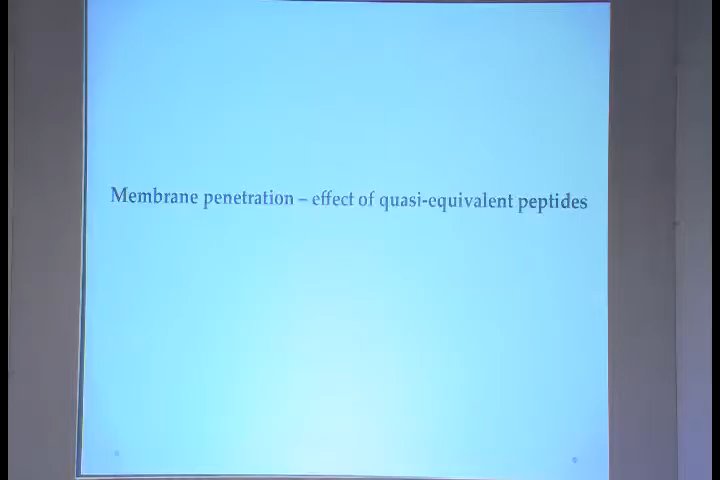 Membrane penetration – effect of quasi-equivalent peptides